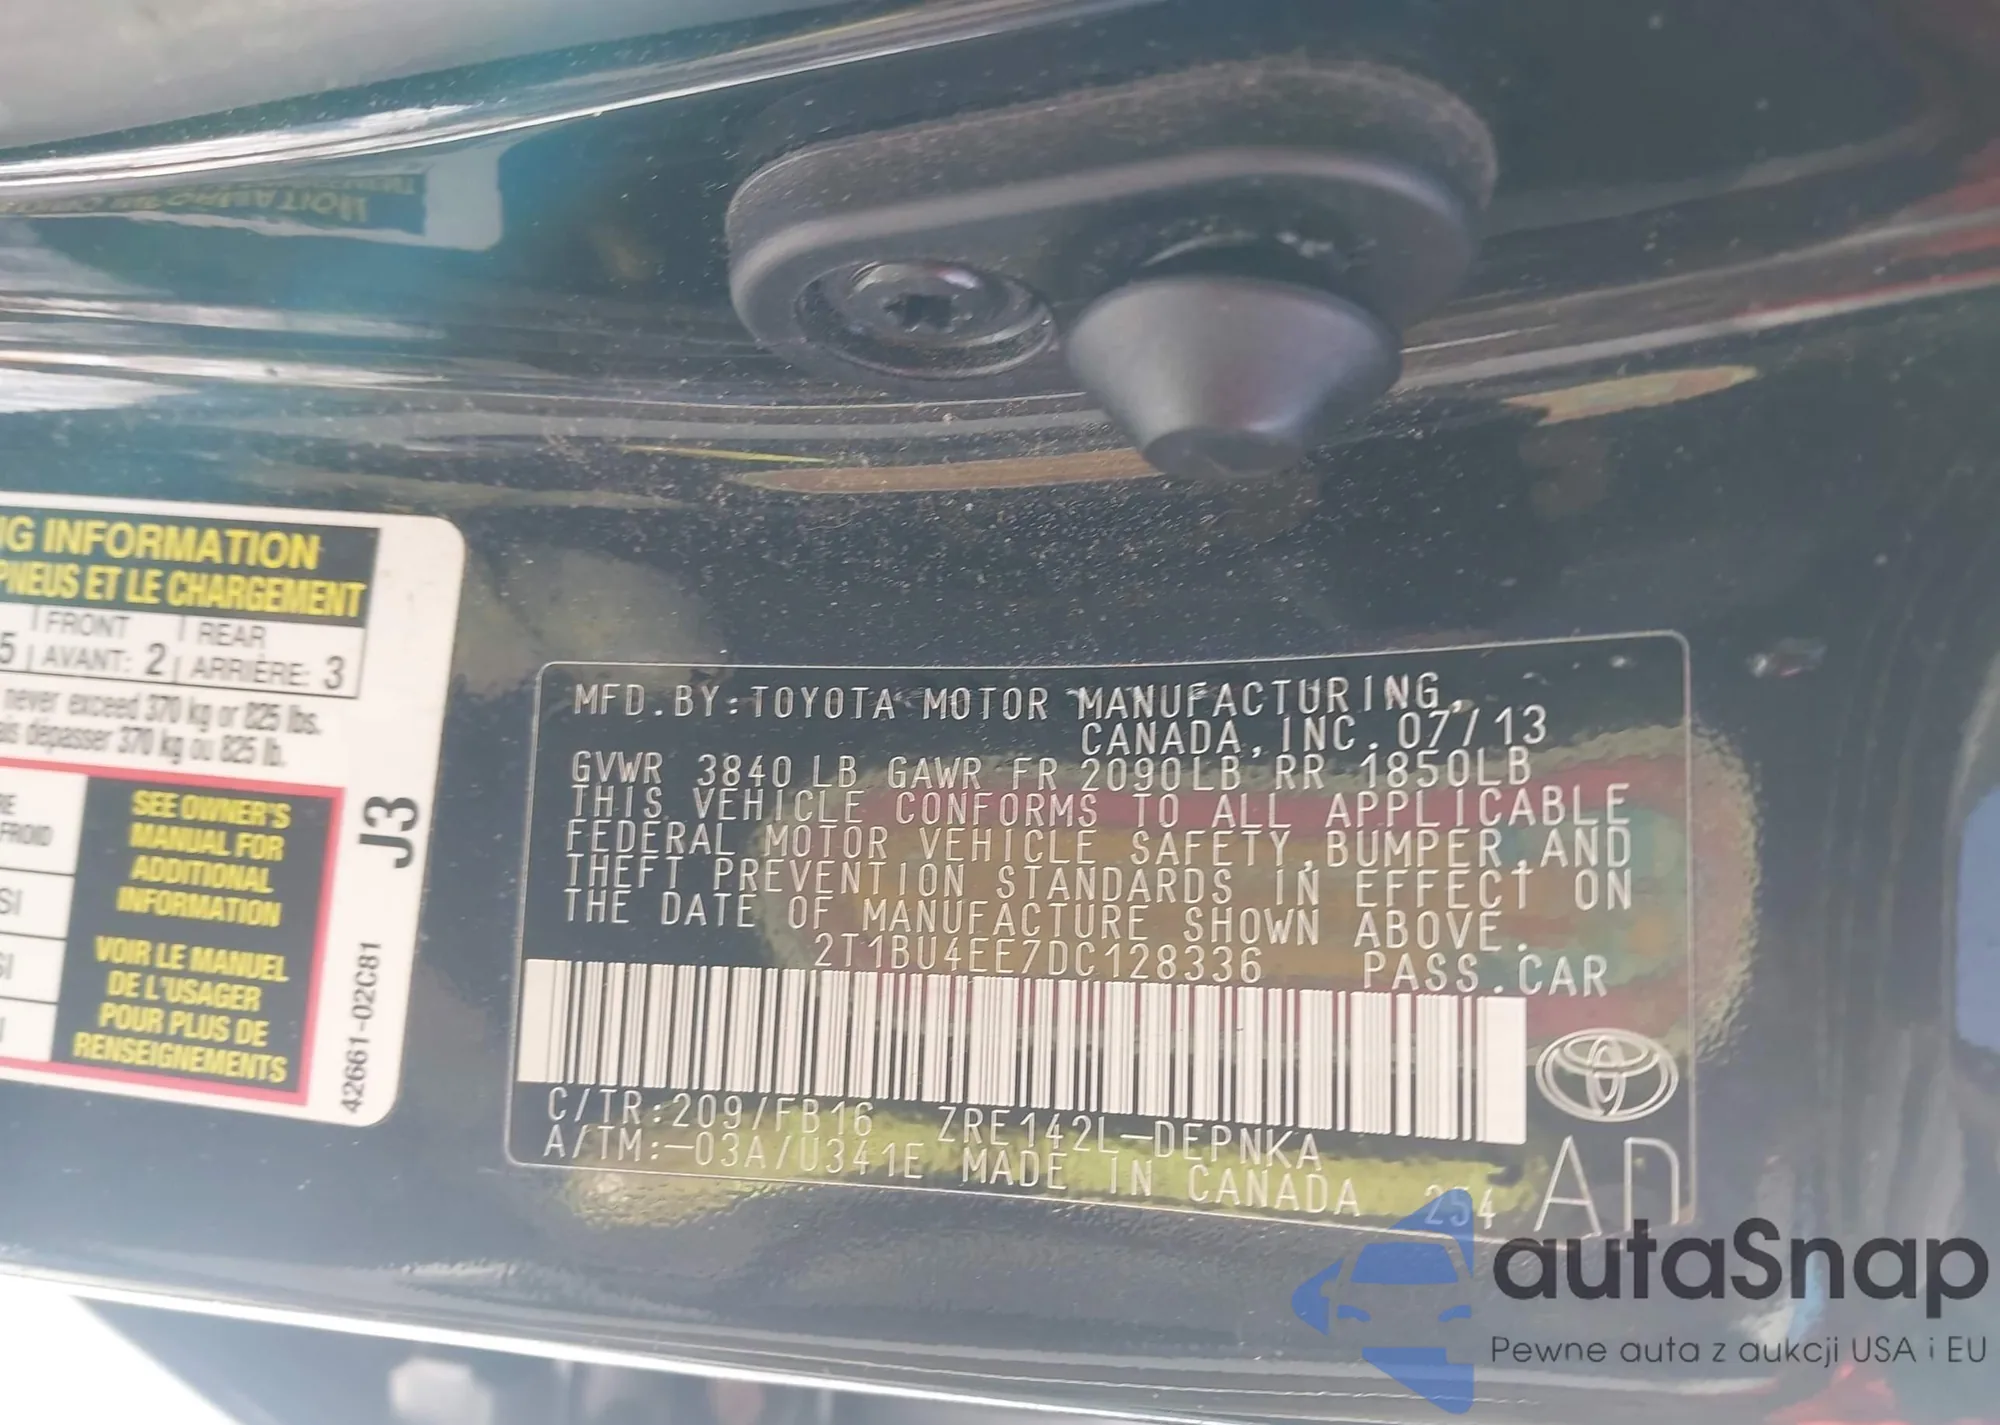 NG INFORMATION
PNEUS ET LE CHARGEMENT
5 | FRONT AVANT: 2 | REAR ARRIÈRE: 3
never exceed 370 kg or 825 lbs.
ais dépasser 370 kg ou 825 lb.
FROID
SEE OWNER'S
MANUAL FOR
ADDITIONAL
INFORMATION
VOIR LE MANUEL
DE L'USAGER
POUR PLUS DE
RENSEIGNEMENTS
J3
42661-02C81
MFD.BY:TOYOTA MOTOR MANUFACTURING,
CANADA,INC. 07/13
GVWR 3840LB GAWR FR 2090LB RR 1850LB
THIS VEHICLE CONFORMS TO ALL APPLICABLE
FEDERAL MOTOR VEHICLE SAFETY,BUMPER,AND
THEFT PREVENTION STANDARDS IN EFFECT ON
THE DATE OF MANUFACTURE SHOWN ABOVE.
2T1BU4EE7DC128336 PASS.CAR
C/TR:209/FB16 ZRE142L-DEPNKA
A/TM:-03A/U341E MADE IN CANADA 254
autaSnap
Pewne auta z aukcji USA i EU